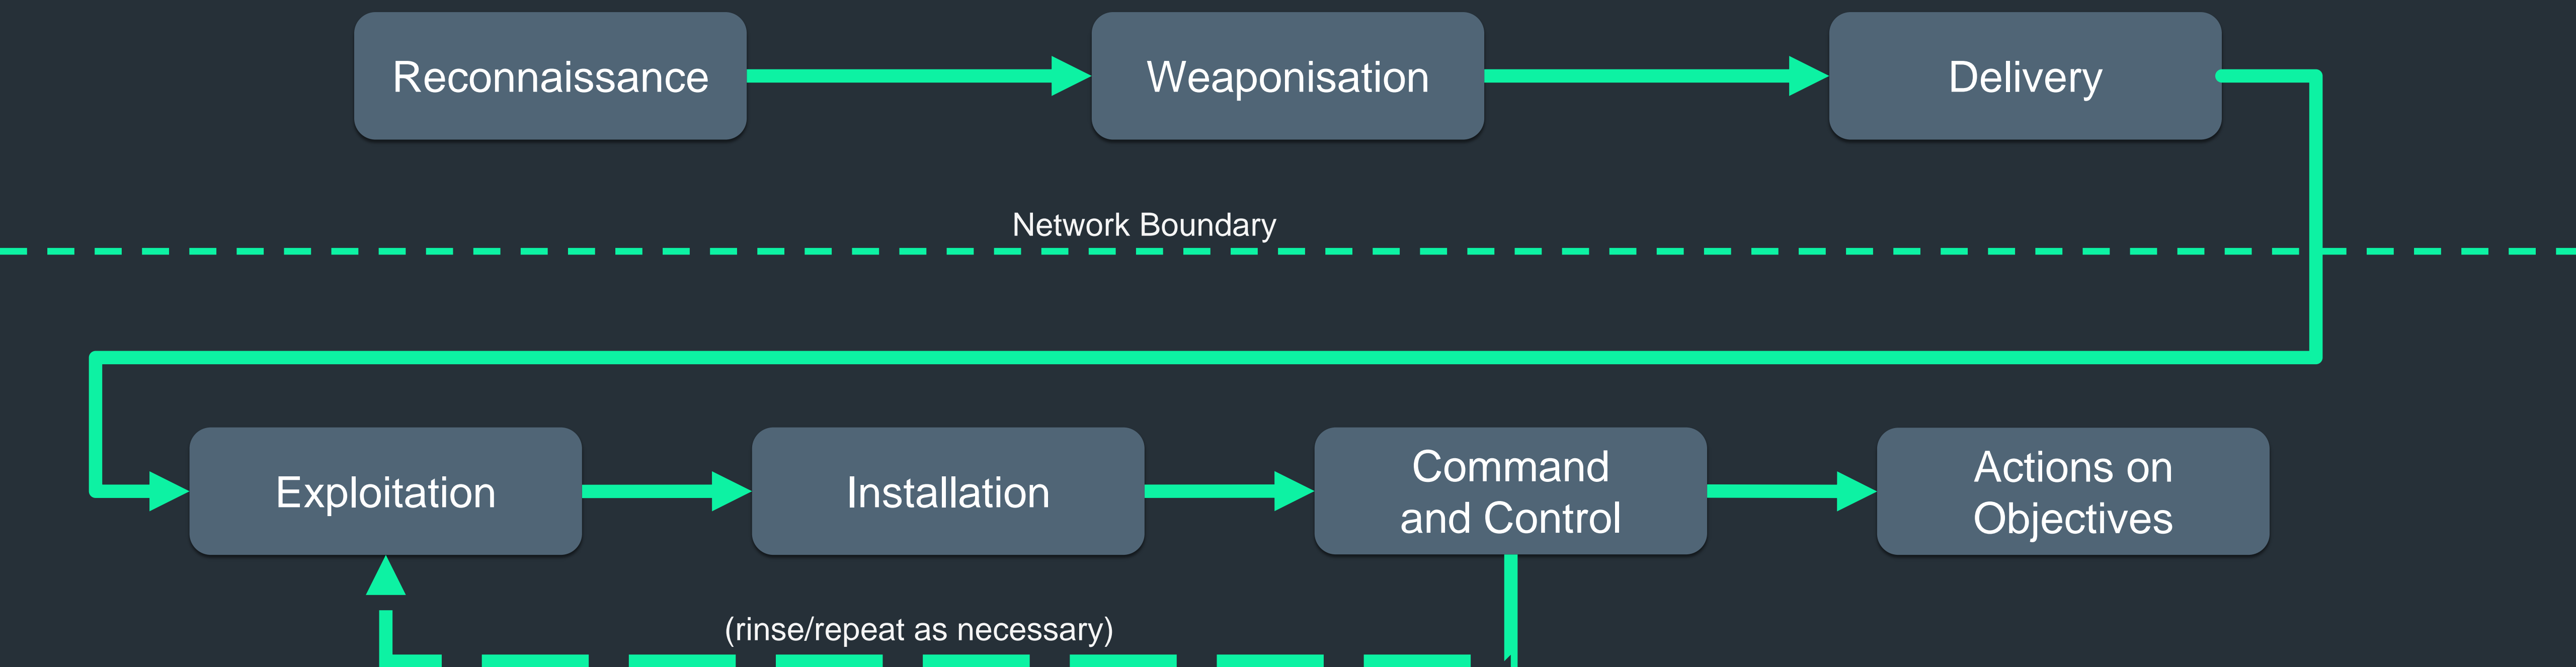 Reconnaissance
Weaponisation
Delivery
Network Boundary
Exploitation
Installation
Command
and Control
Actions on
Objectives
(rinse/repeat as necessary)